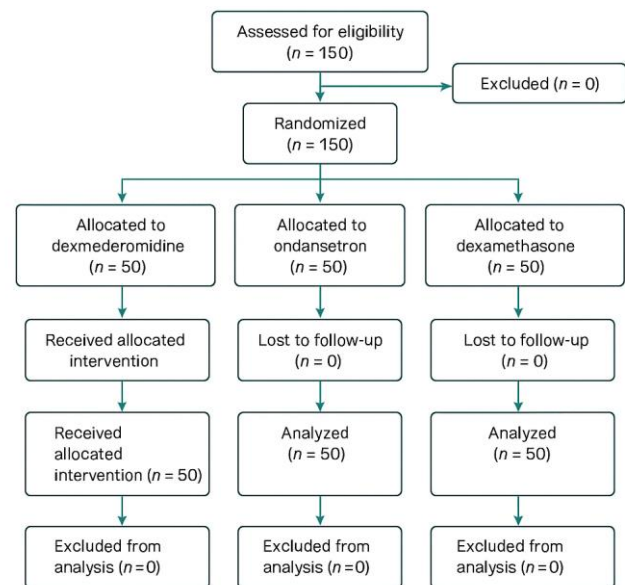 Assessed for eligibility
(n = 150)
Excluded (n = 0)
Randomized
(n = 150)
Allocated to
dexmederomidine
(n = 50)
Allocated to
ondansetron
(n = 50)
Allocated to
dexamethasone
(n = 50)
Received allocated
intervention
Lost to follow-up
(n = 0)
Lost to follow-up
(n = 0)
Received
allocated
intervention (n = 50)
Analyzed
(n = 50)
Analyzed
(n = 50)
Excluded from
analysis (n=0)
Excluded from
analysis (n=0)
Excluded from
analysis (n=0)